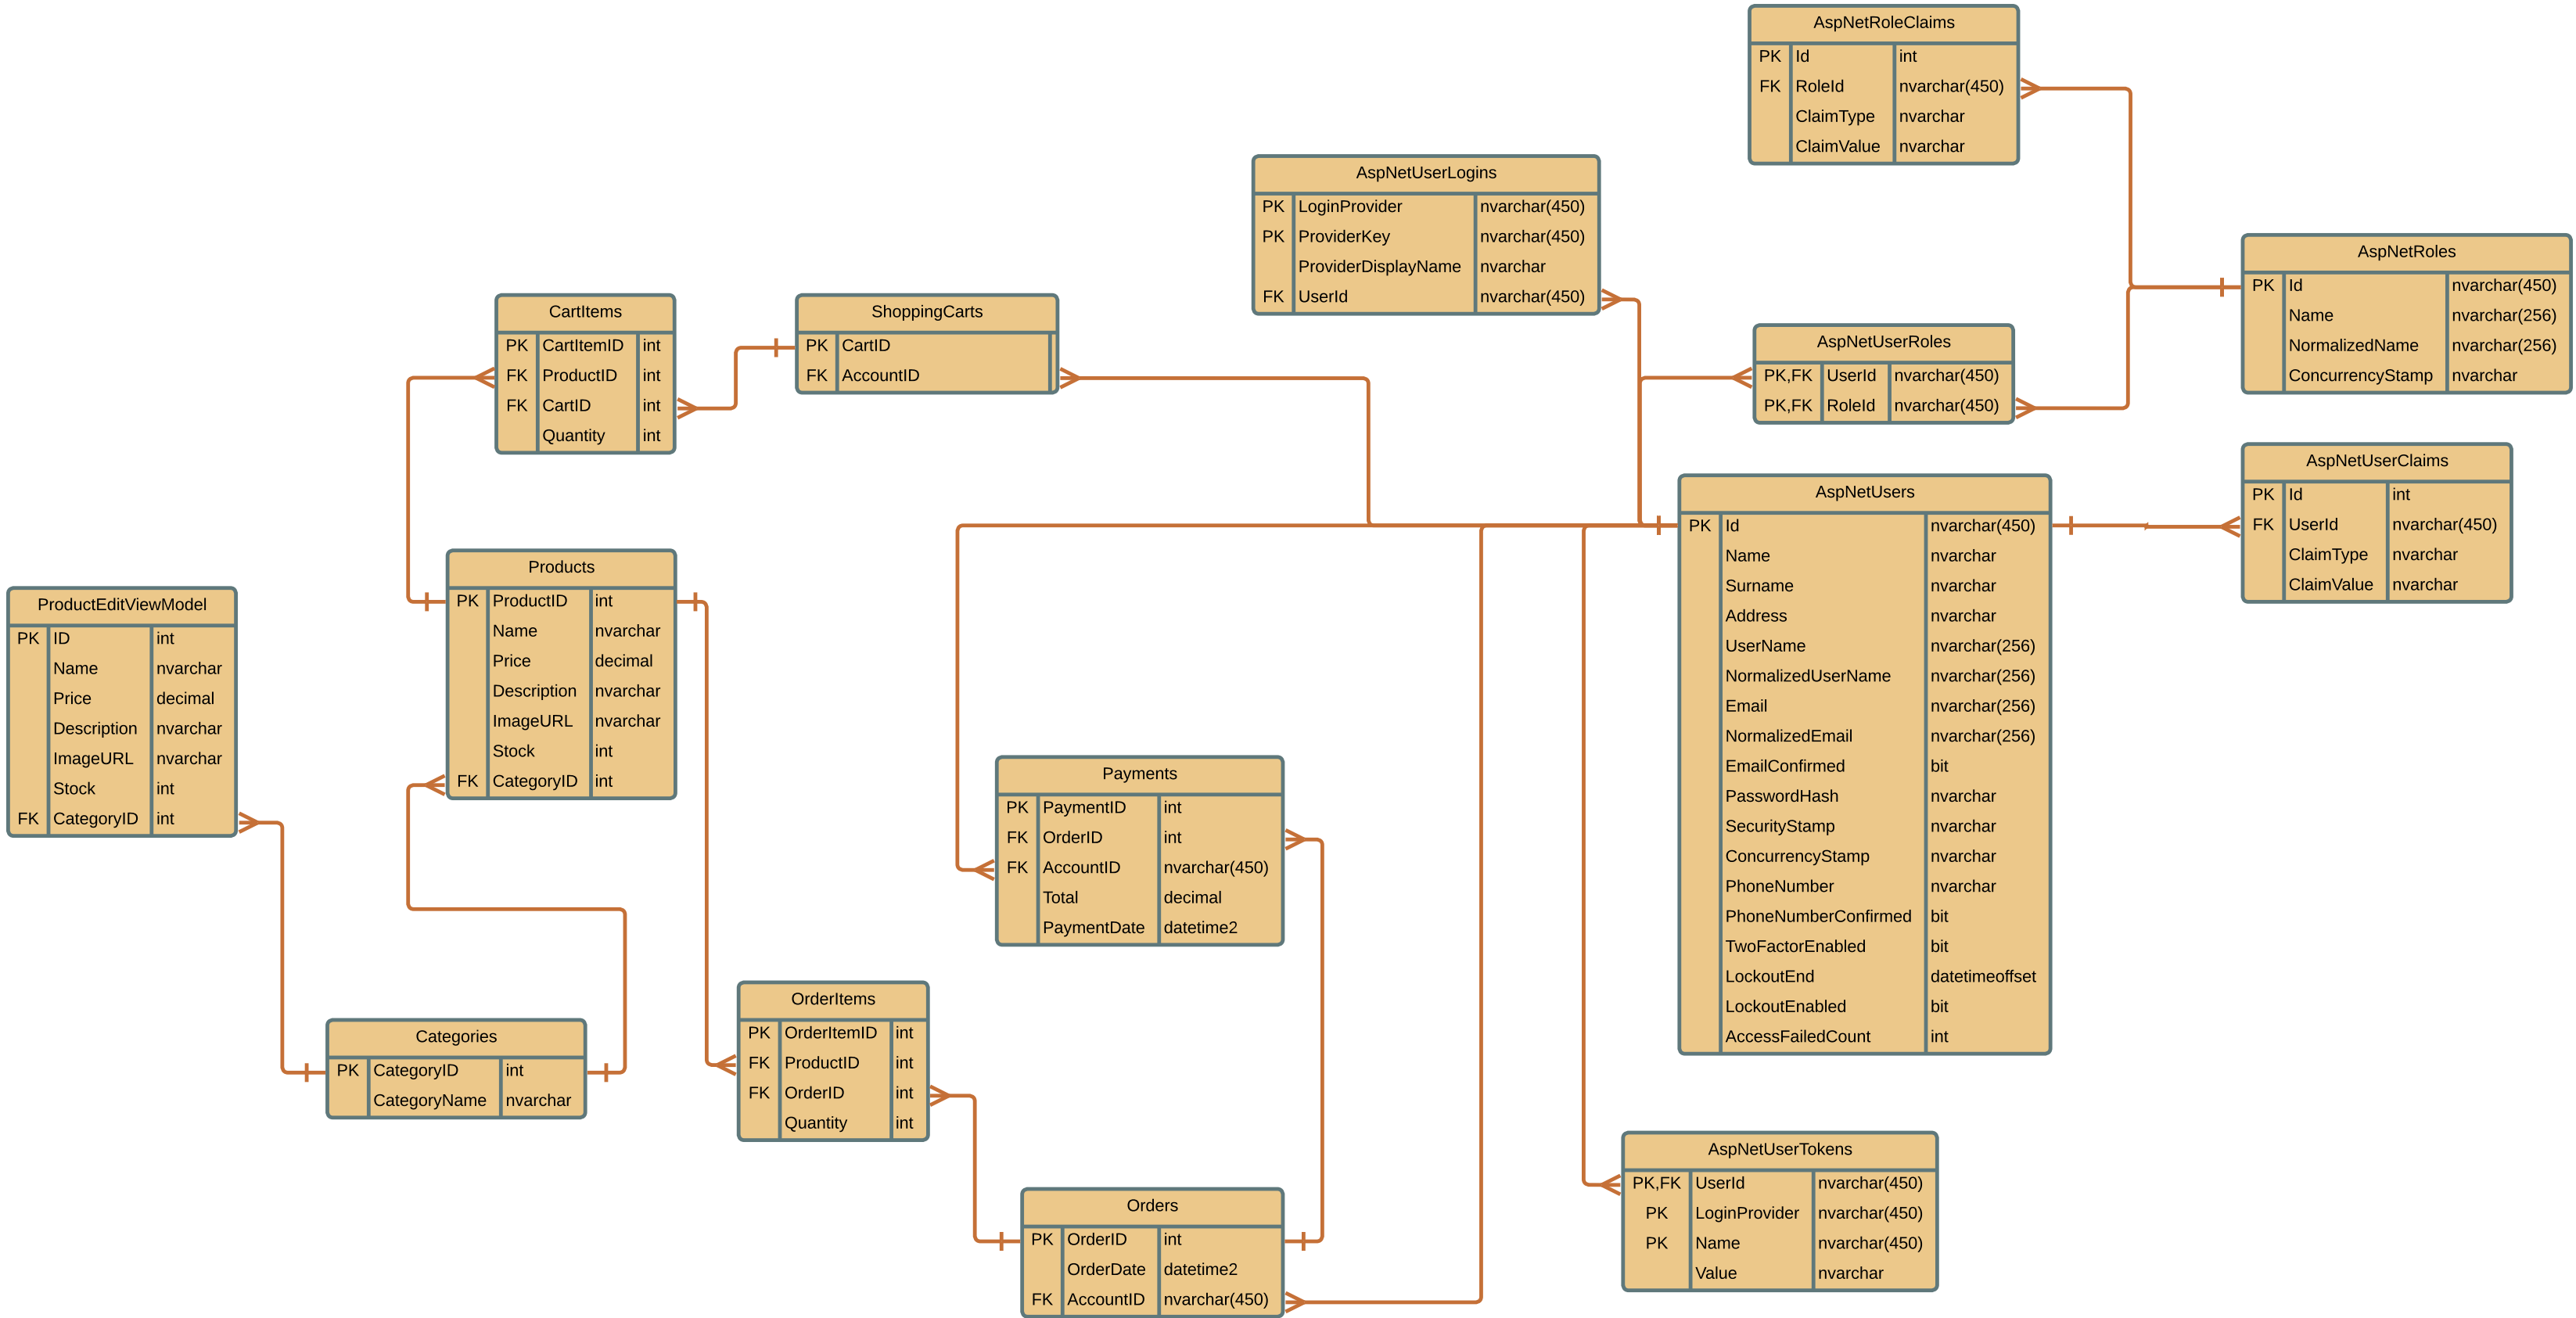 AspNetRoleClaims
PK Id int
FK RoleId nvarchar(450)
ClaimType nvarchar
ClaimValue nvarchar
AspNetUserLogins
PK LoginProvider nvarchar(450)
PK ProviderKey nvarchar(450)
ProviderDisplayName nvarchar
FK UserId nvarchar(450)
AspNetRoles
PK Id nvarchar(450)
Name nvarchar(256)
NormalizedName nvarchar(256)
ConcurrencyStamp nvarchar
CartItems
PK CartItemID int
FK ProductID int
FK CartID int
Quantity int
ShoppingCarts
PK CartID
FK AccountID
AspNetUserRoles
PK,FK UserId nvarchar(450)
PK,FK RoleId nvarchar(450)
AspNetUserClaims
PK Id int
FK UserId nvarchar(450)
ClaimType nvarchar
ClaimValue nvarchar
AspNetUsers
PK Id nvarchar(450)
Name nvarchar
Surname nvarchar
Address nvarchar
UserName nvarchar(256)
NormalizedUserName nvarchar(256)
Email nvarchar(256)
NormalizedEmail nvarchar(256)
EmailConfirmed bit
PasswordHash nvarchar
SecurityStamp nvarchar
ConcurrencyStamp nvarchar
PhoneNumber nvarchar
PhoneNumberConfirmed bit
TwoFactorEnabled bit
LockoutEnd datetimeoffset
LockoutEnabled bit
AccessFailedCount int
Products
PK ProductID int
Name nvarchar
Price decimal
Description nvarchar
ImageURL nvarchar
Stock int
FK CategoryID int
ProductEditViewModel
PK ID int
Name nvarchar
Price decimal
Description nvarchar
ImageURL nvarchar
Stock int
FK CategoryID int
Payments
PK PaymentID int
FK OrderID int
FK AccountID nvarchar(450)
Total decimal
PaymentDate datetime2
OrderItems
PK OrderItemID int
FK ProductID int
FK OrderID int
Quantity int
Categories
PK CategoryID int
CategoryName nvarchar
AspNetUserTokens
PK,FK UserId nvarchar(450)
PK LoginProvider nvarchar(450)
PK Name nvarchar(450)
Value nvarchar
Orders
PK OrderID int
OrderDate datetime2
FK AccountID nvarchar(450)